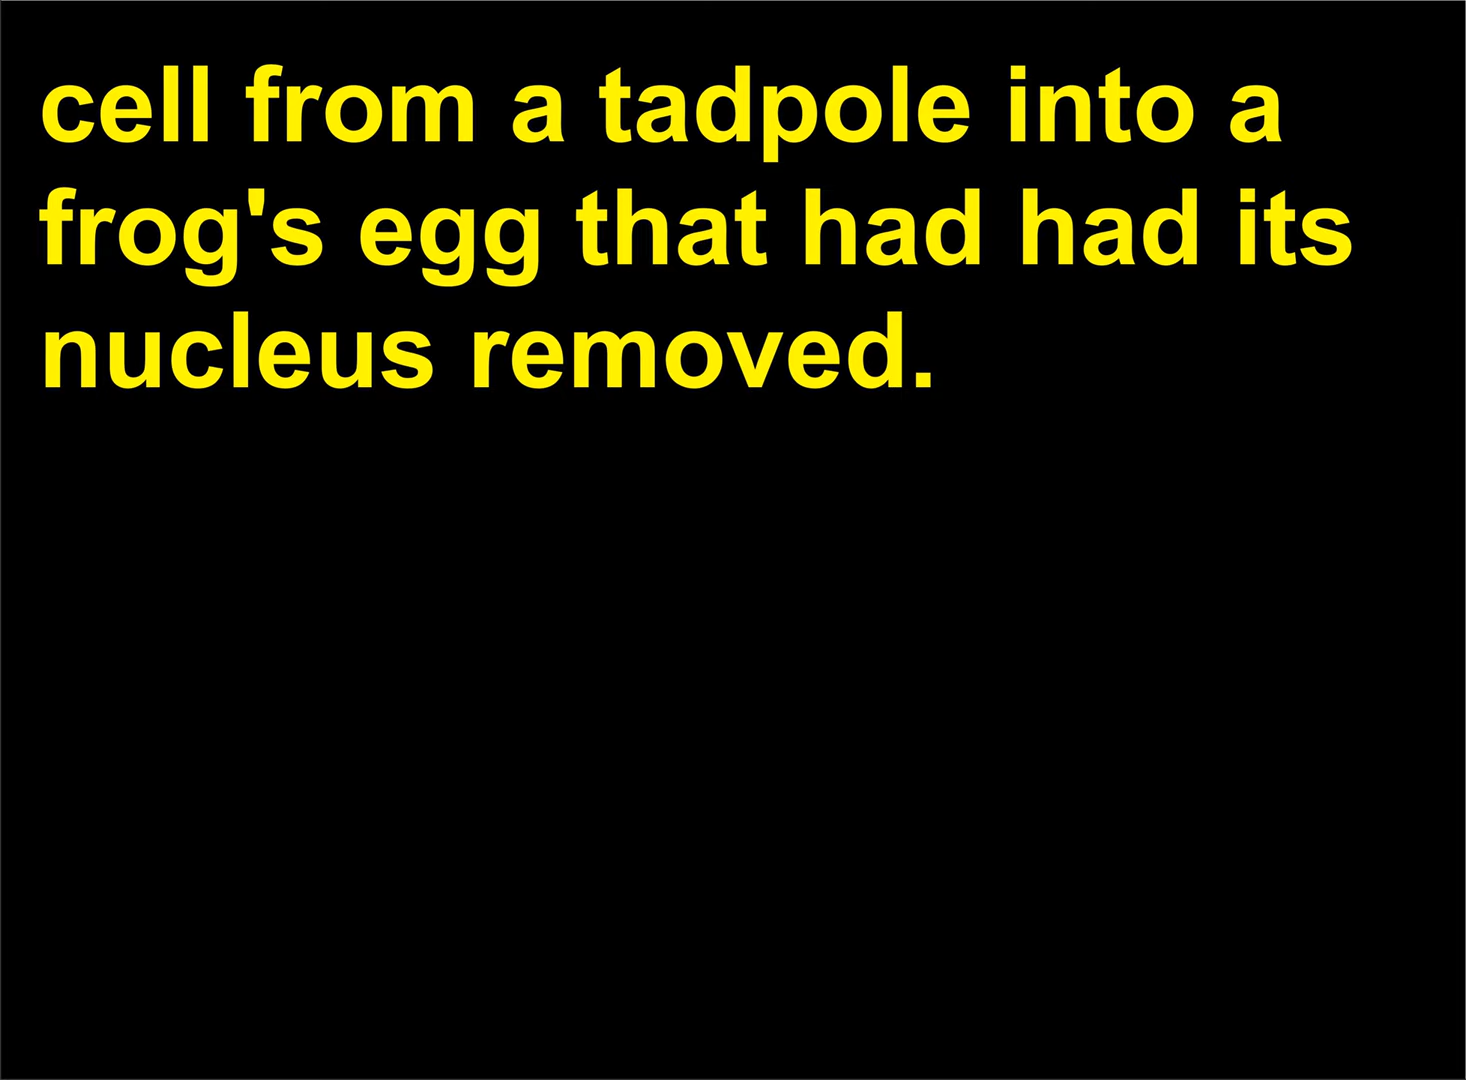 cell from a tadpole into a
frog's egg that had had its
nucleus removed.